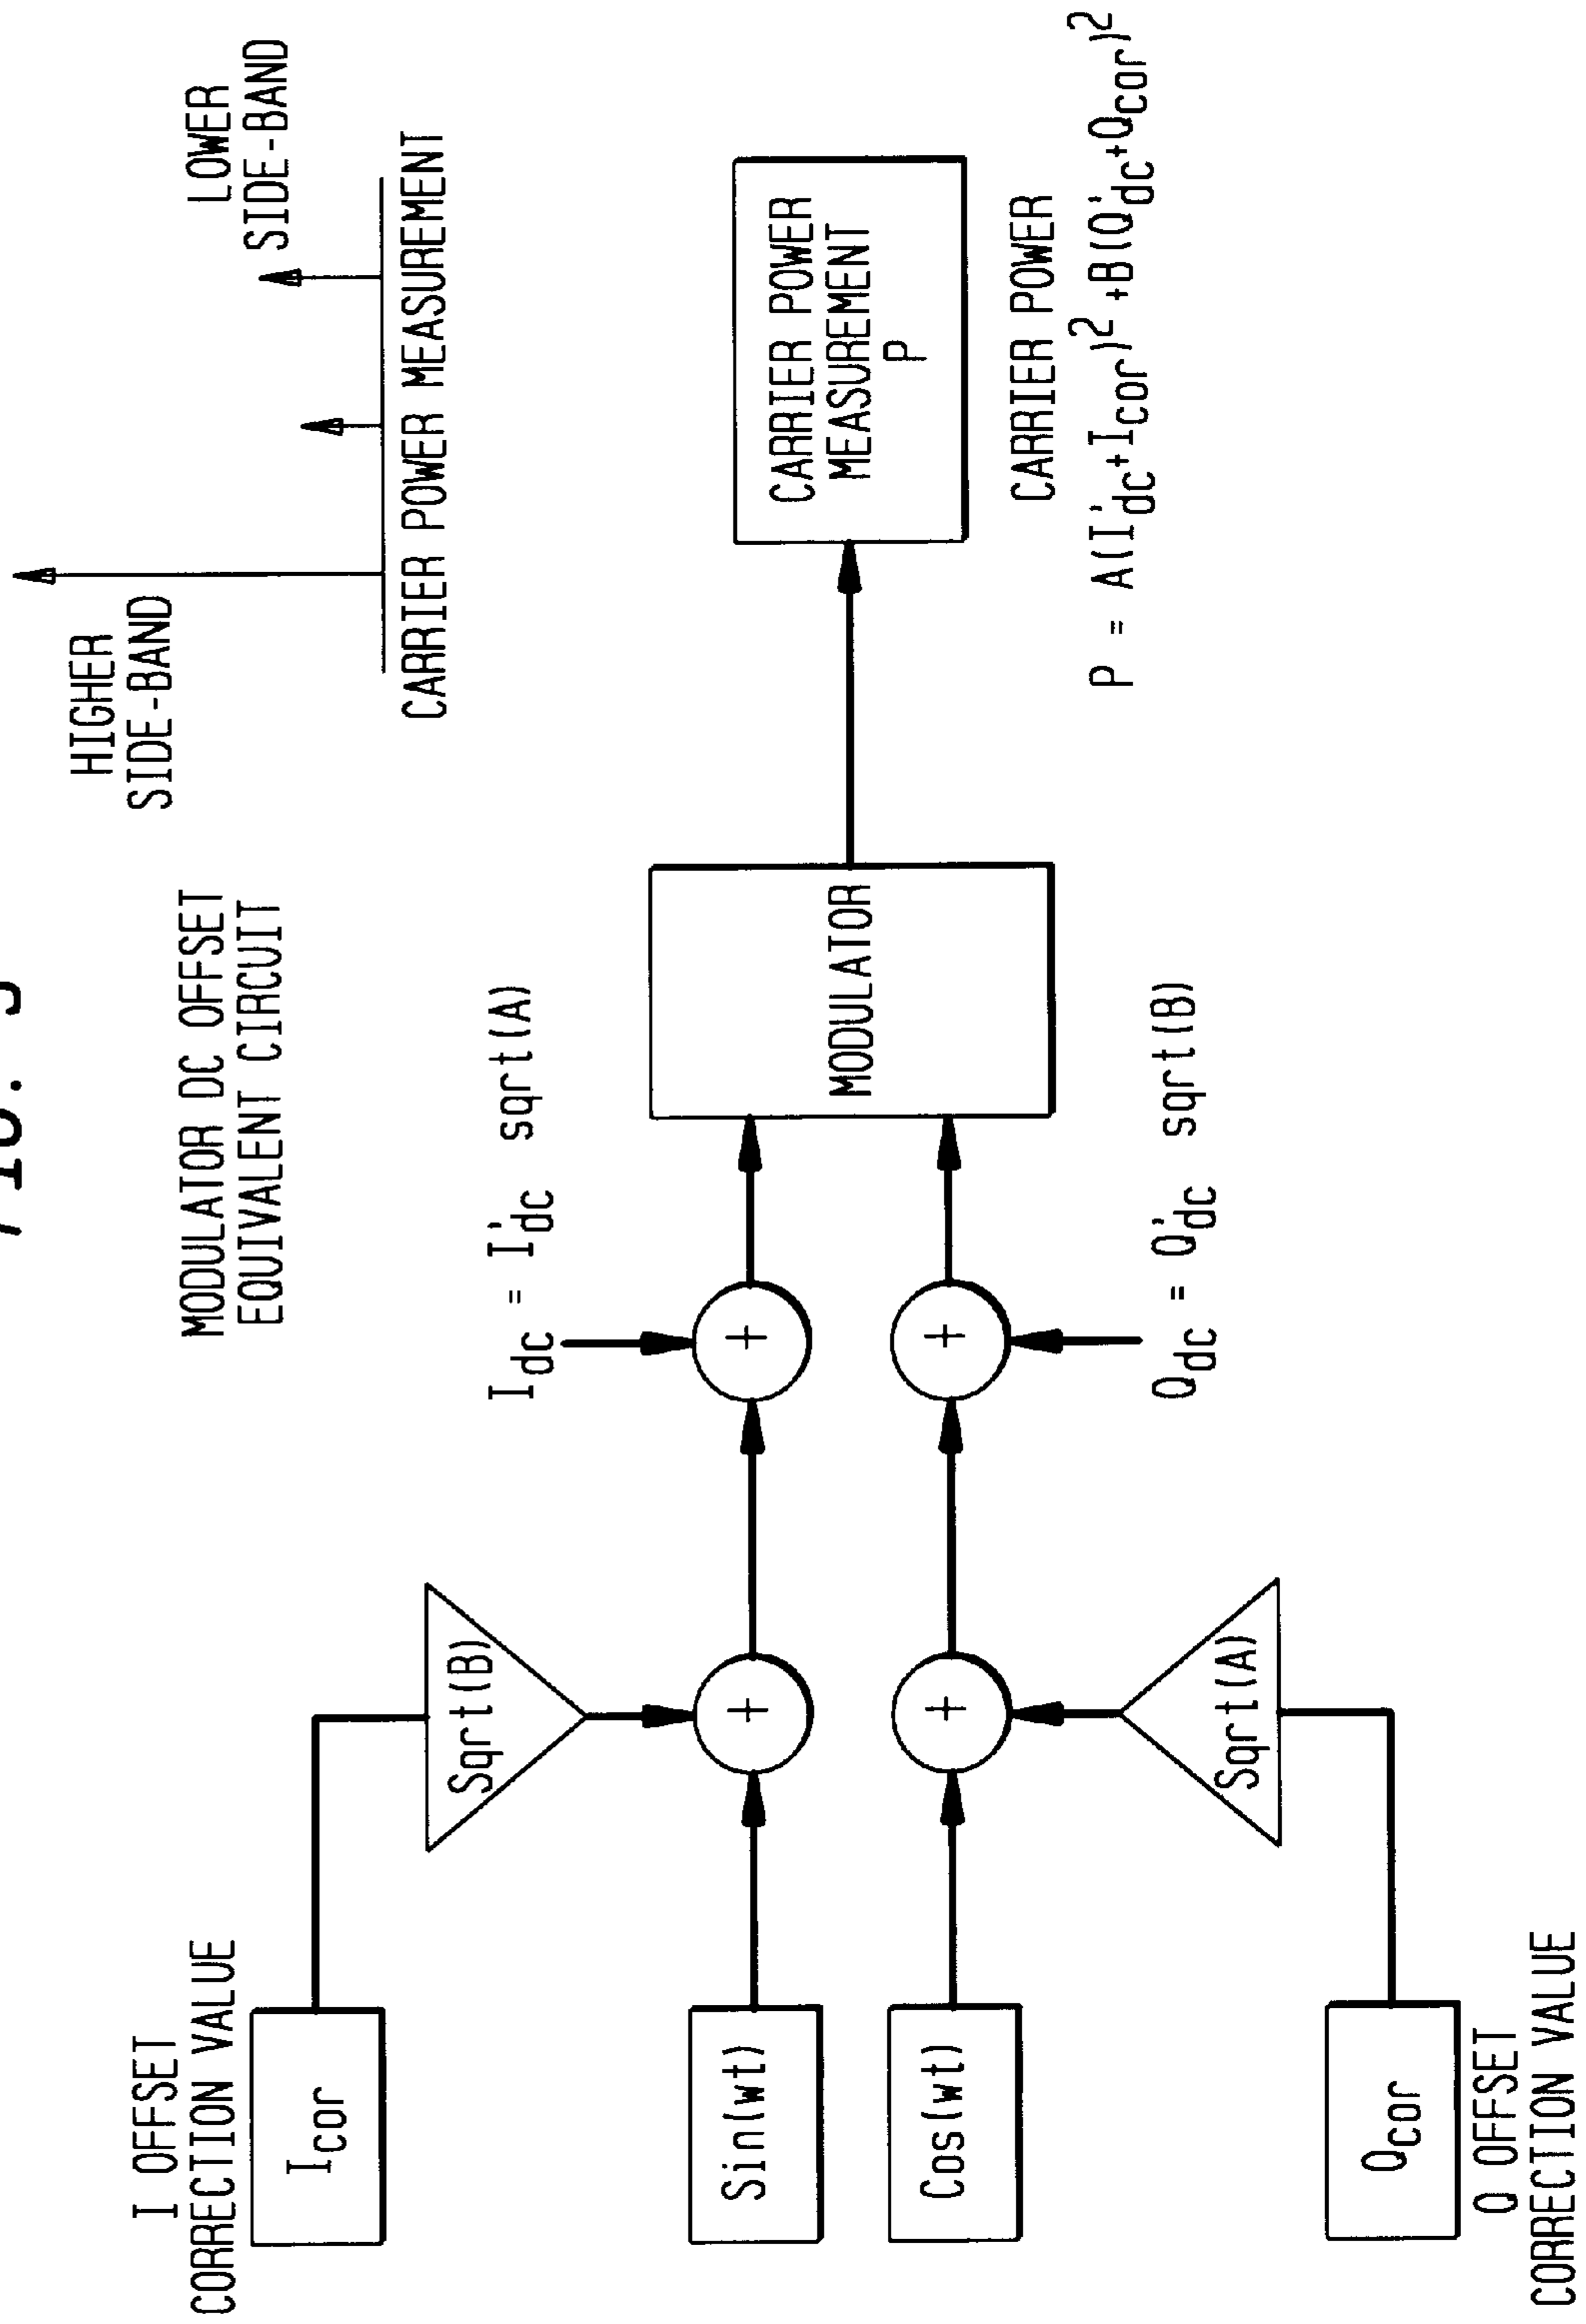 MODULATOR DC OFFSET
EQUIVALENT CIRCUIT
HIGHER
SIDE-BAND
LOWER
SIDE-BAND
CARRIER POWER MEASUREMENT
I OFFSET
CORRECTION VALUE
I_cor
Sqrt(B)
I_dc = I'_dc sqrt(A)
Sin(wt)
+
+
MODULATOR
CARRIER POWER
MEASUREMENT
P
Cos(wt)
+
+
Q_dc = Q'_dc sqrt(B)
CARRIER POWER
P = A(I'_dc+I_cor)^2+B(Q'_dc+Q_cor)^2
Sqrt(A)
Q_cor
Q OFFSET
CORRECTION VALUE